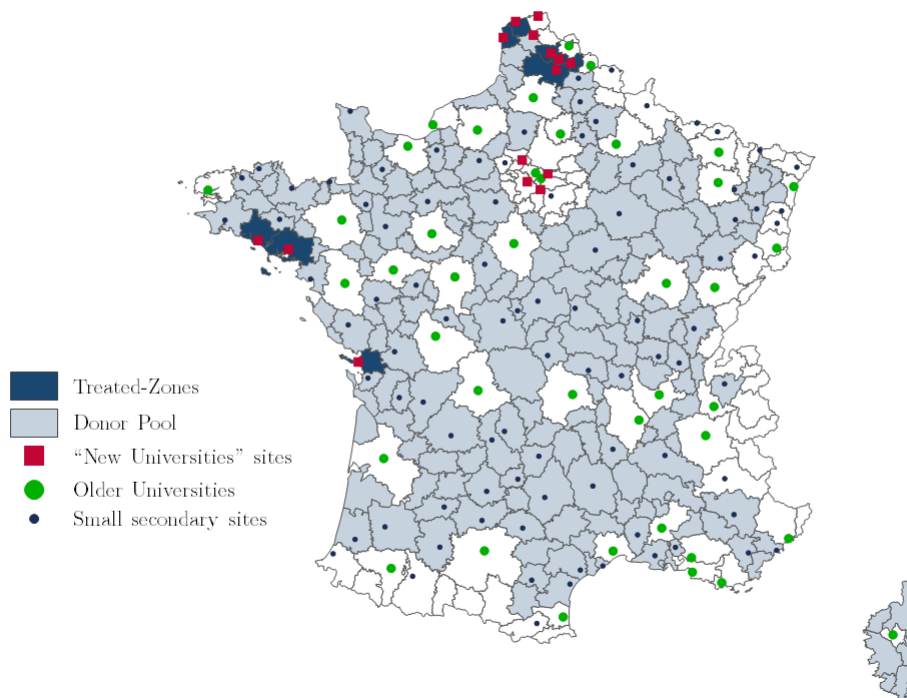 Treated-Zones
Donor Pool
“New Universities” sites
Older Universities
Small secondary sites